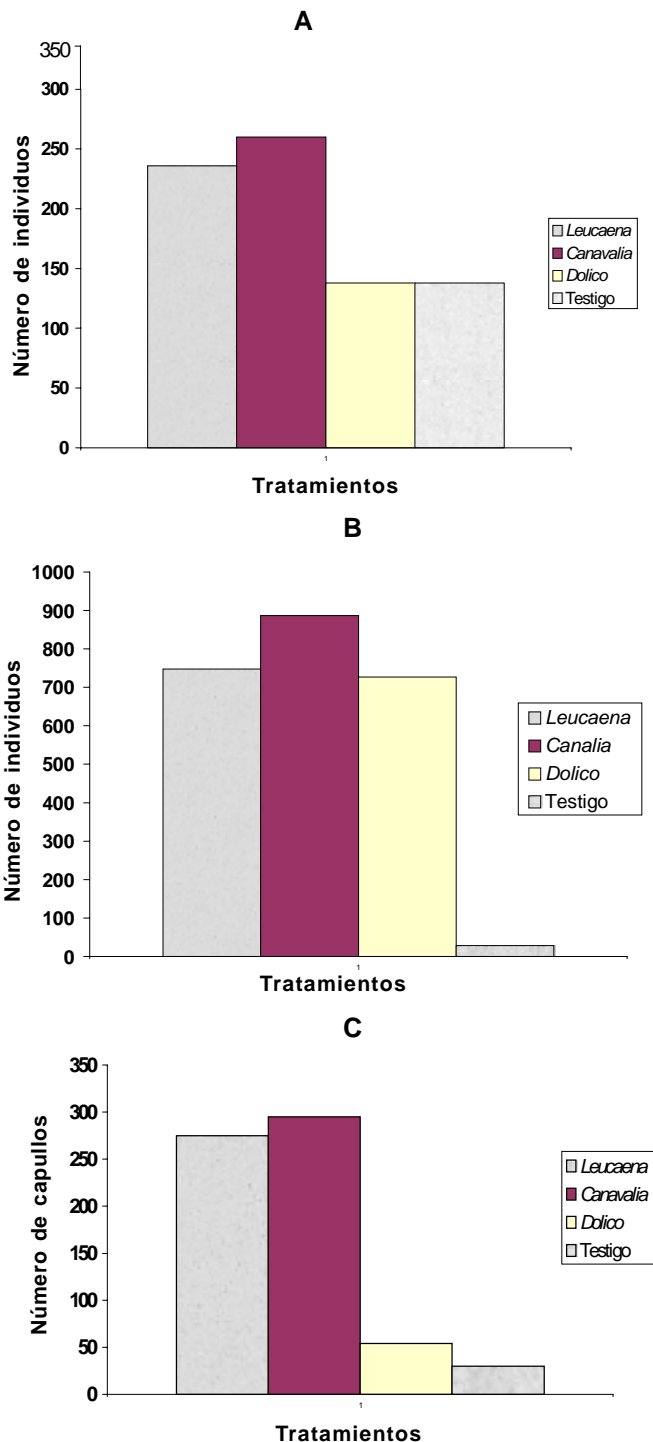 A
350
300
250
200
150
100
50
0
Número de individuos
1
Tratamientos
Leucaena
Canavalia
Dolico
Testigo
B
1000
900
800
700
600
500
400
300
200
100
0
Número de individuos
1
Tratamientos
Leucaena
Canalia
Dolico
Testigo
C
350
300
250
200
150
100
50
0
Número de capullos
1
Tratamientos
Leucaena
Canavalia
Dolico
Testigo